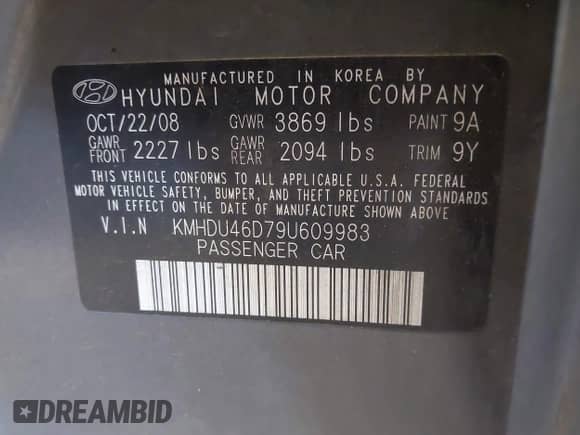 MANUFACTURED IN KOREA BY
HYUNDAI MOTOR COMPANY
OCT/22/08 GVWR 3869 lbs PAINT 9A
GAWR FRONT 2227 lbs GAWR REAR 2094 lbs TRIM 9Y
THIS VEHICLE CONFORMS TO ALL APPLICABLE U.S.A. FEDERAL
MOTOR VEHICLE SAFETY, BUMPER, AND THEFT PREVENTION STANDARDS
IN EFFECT ON THE DATE OF MANUFACTURE SHOWN ABOVE
V.I.N KMHDU46D79U609983
PASSENGER CAR
DREAMBID